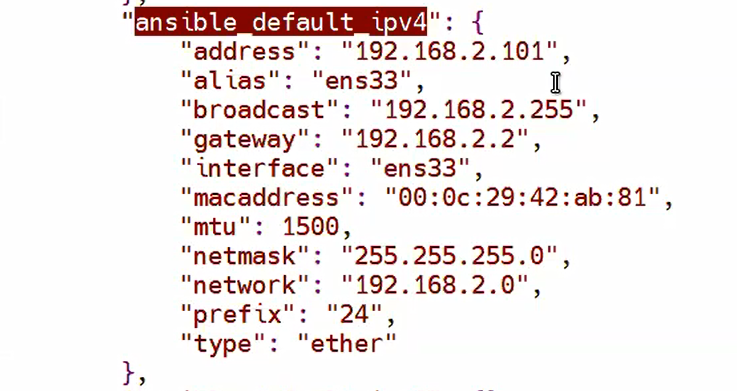 "ansible_default_ipv4": {
"address": "192.168.2.101",
"alias": "ens33",
"broadcast": "192.168.2.255",
"gateway": "192.168.2.2",
"interface": "ens33",
"macaddress": "00:0c:29:42:ab:81",
"mtu": 1500,
"netmask": "255.255.255.0",
"network": "192.168.2.0",
"prefix": "24",
"type": "ether"
},